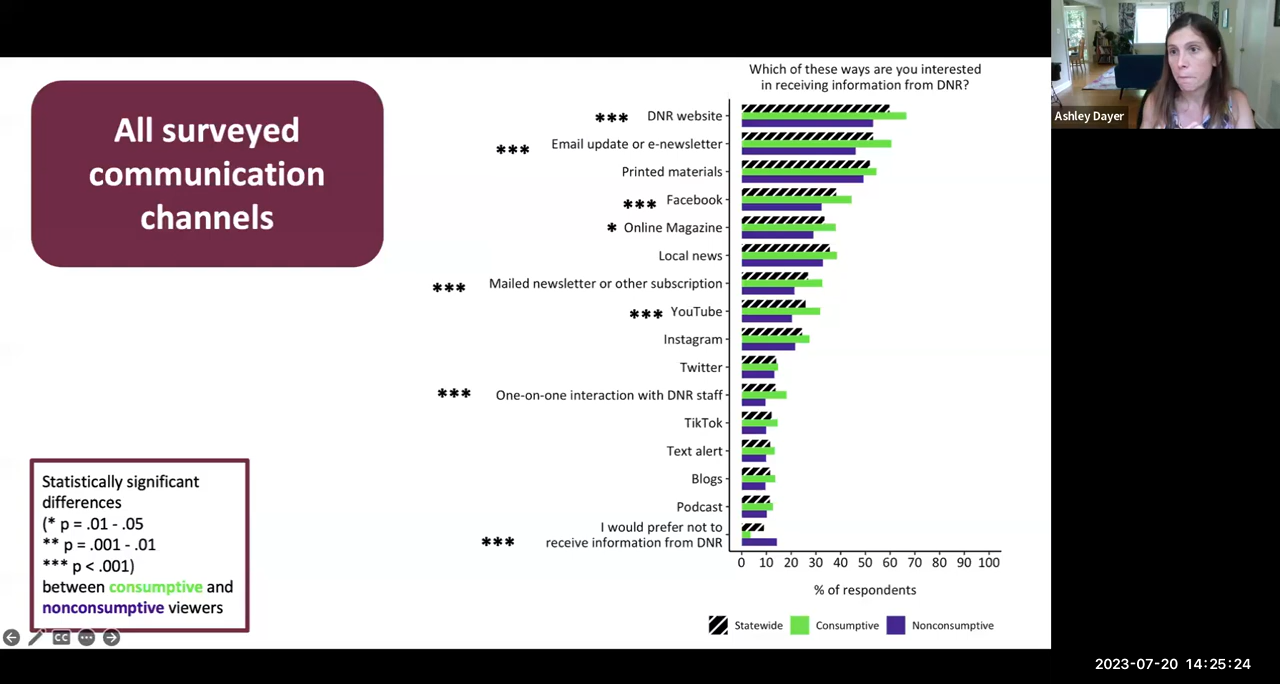 All surveyed
communication
channels
Which of these ways are you interested
in receiving information from DNR?
*** DNR website
*** Email update or e-newsletter
Printed materials
*** Facebook
* Online Magazine
Local news
*** Mailed newsletter or other subscription
*** YouTube
Instagram
Twitter
*** One-on-one interaction with DNR staff
TikTok
Text alert
Blogs
Podcast
I would prefer not to
*** receive information from DNR
0 10 20 30 40 50 60 70 80 90 100
% of respondents
Statewide Consumptive Nonconsumptive
Statistically significant
differences
(* p = .01 - .05
** p = .001 - .01
*** p < .001)
between consumptive and
nonconsumptive viewers
CC
Ashley Dayer
2023-07-20 14:25:24